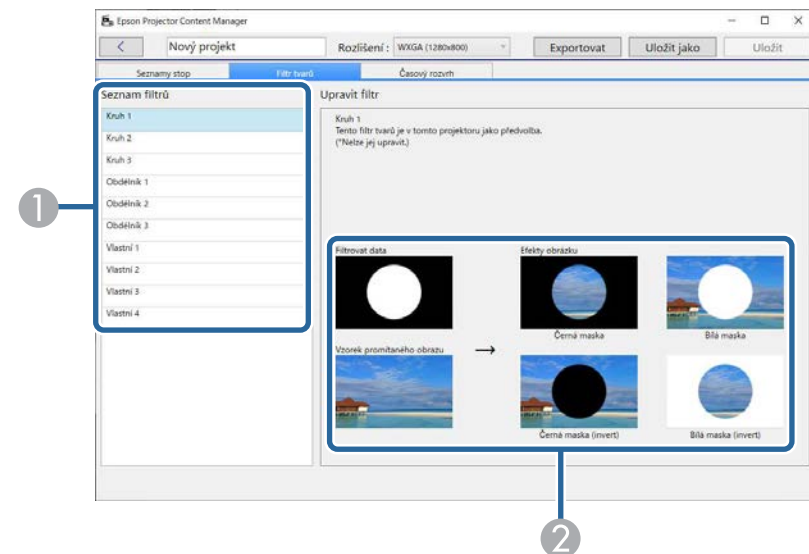 Epson Projector Content Manager
Nový projekt Rozlišení : WXGA (1280x800) Exportovat Uložit jako Uložit
Seznamy stop Filtr tvarů Časový rozvrh
Seznam filtrů
Kruh 1
Kruh 2
Kruh 3
Obdélník 1
Obdélník 2
Obdélník 3
Vlastní 1
Vlastní 2
Vlastní 3
Vlastní 4
Upravit filtr
Kruh 1
Tento filtr tvarů je v tomto projektoru jako předvolba.
(*Nelze jej upravit.)
Filtrovat data
Efekty obrázku
Černá maska
Bílá maska
Vzorek promítaného obrazu
→
Černá maska (invert)
Bílá maska (invert)
1
2